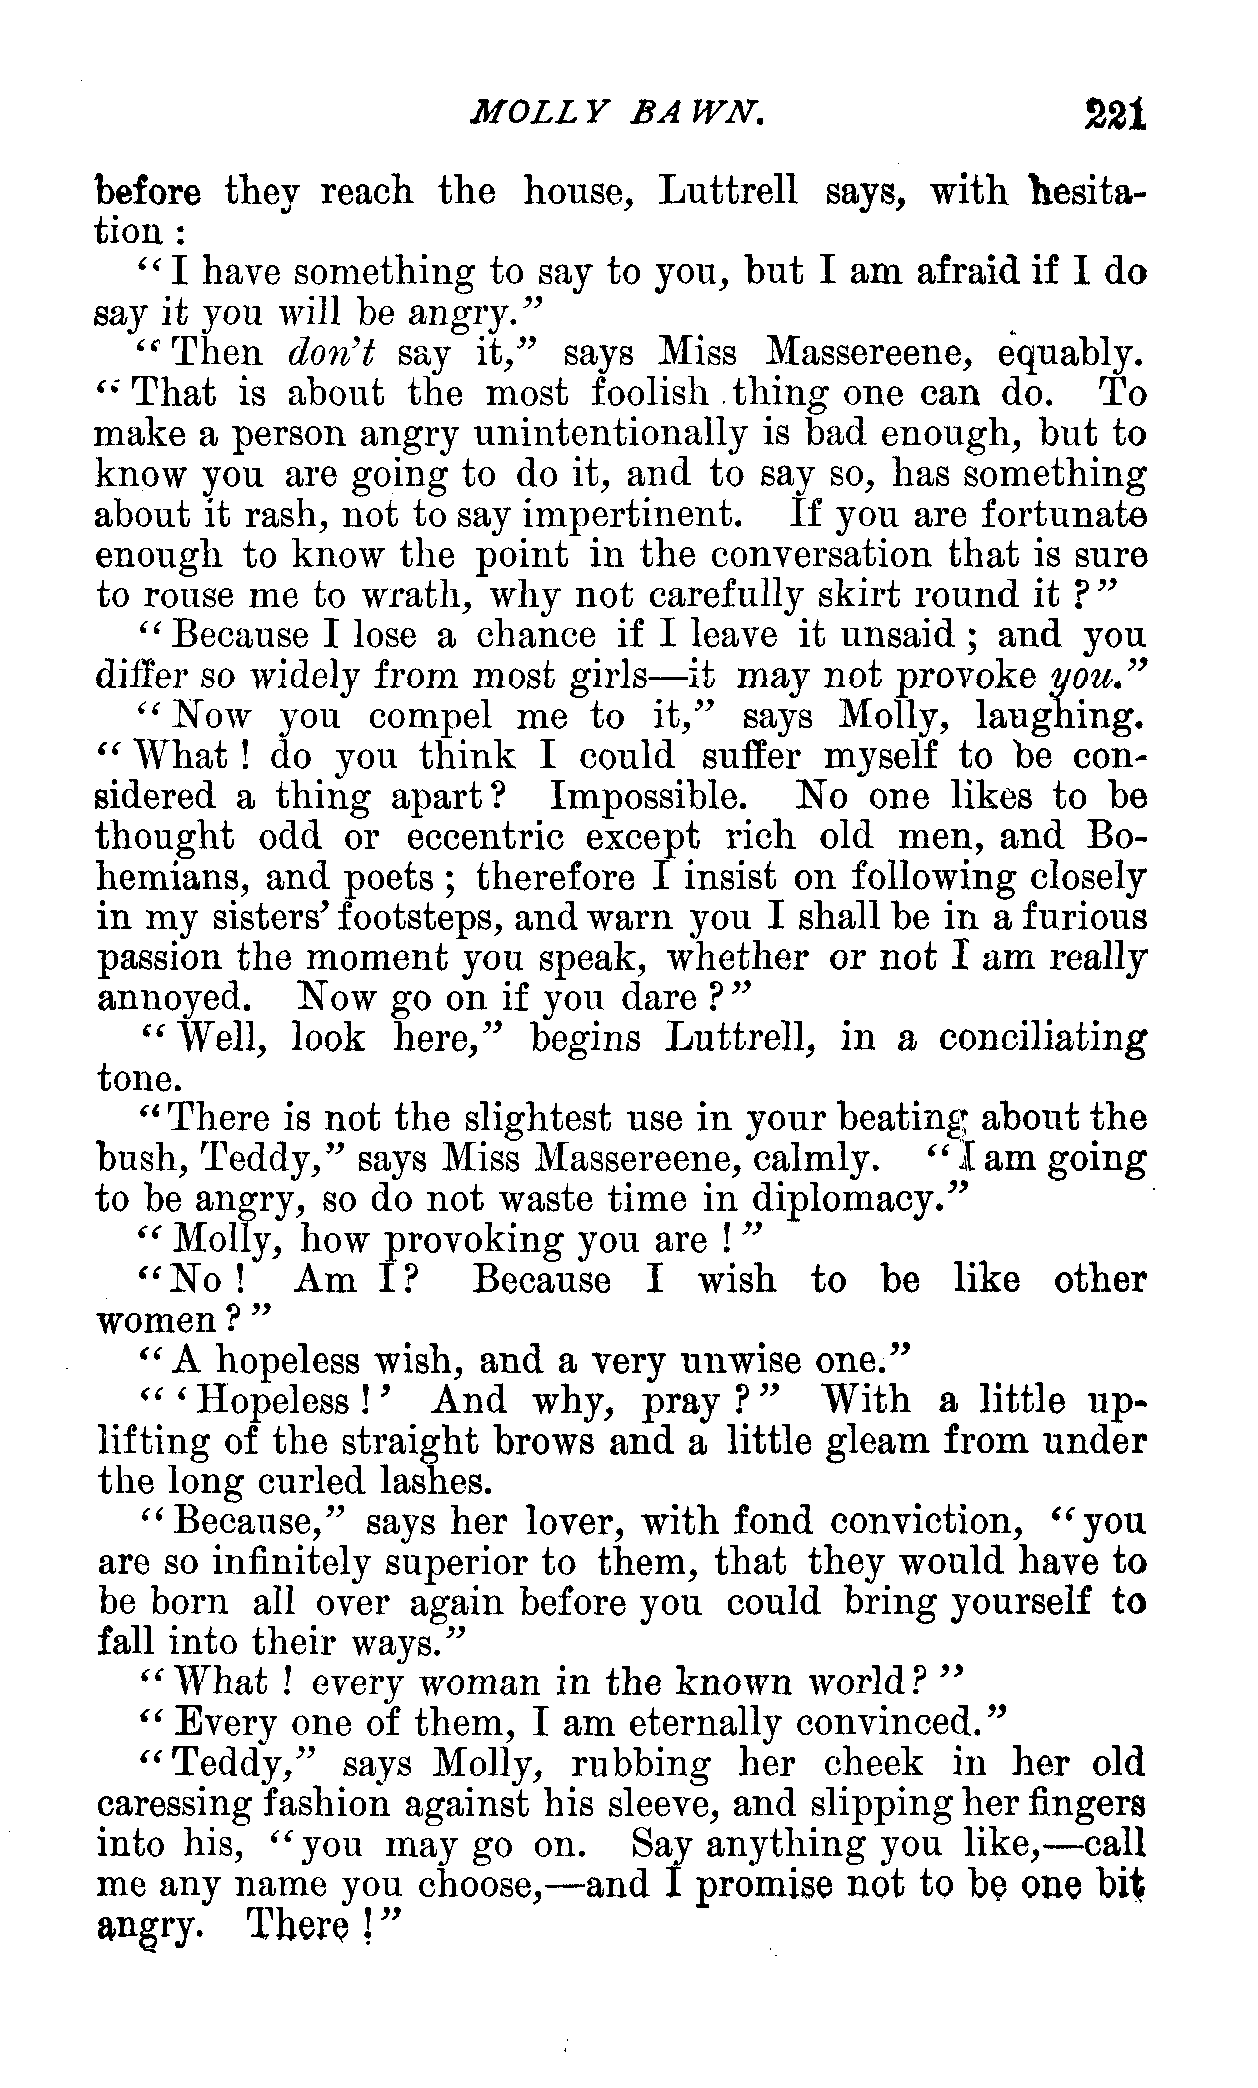 MOLLY BAWN. 221
before they reach the house, Luttrell says, with hesita-
tion :
"I have something to say to you, but I am afraid if I do
say it you will be angry."
"Then don't say it," says Miss Massereene, equably.
"That is about the most foolish thing one can do. To
make a person angry unintentionally is bad enough, but to
know you are going to do it, and to say so, has something
about it rash, not to say impertinent. If you are fortunate
enough to know the point in the conversation that is sure
to rouse me to wrath, why not carefully skirt round it ?"
"Because I lose a chance if I leave it unsaid ; and you
differ so widely from most girls—it may not provoke you."
"Now you compel me to it," says Molly, laughing.
"What ! do you think I could suffer myself to be con-
sidered a thing apart? Impossible. No one likes to be
thought odd or eccentric except rich old men, and Bo-
hemians, and poets ; therefore I insist on following closely
in my sisters' footsteps, and warn you I shall be in a furious
passion the moment you speak, whether or not I am really
annoyed. Now go on if you dare ?"
"Well, look here," begins Luttrell, in a conciliating
tone.
"There is not the slightest use in your beating about the
bush, Teddy," says Miss Massereene, calmly. "I am going
to be angry, so do not waste time in diplomacy."
"Molly, how provoking you are !"
"No ! Am I? Because I wish to be like other
women ?"
"A hopeless wish, and a very unwise one."
"'Hopeless !' And why, pray ?" With a little up-
lifting of the straight brows and a little gleam from under
the long curled lashes.
"Because," says her lover, with fond conviction, "you
are so infinitely superior to them, that they would have to
be born all over again before you could bring yourself to
fall into their ways."
"What ! every woman in the known world? "
"Every one of them, I am eternally convinced."
"Teddy," says Molly, rubbing her cheek in her old
caressing fashion against his sleeve, and slipping her fingers
into his, "you may go on. Say anything you like,—call
me any name you choose,—and I promise not to be one bit
angry. There !"